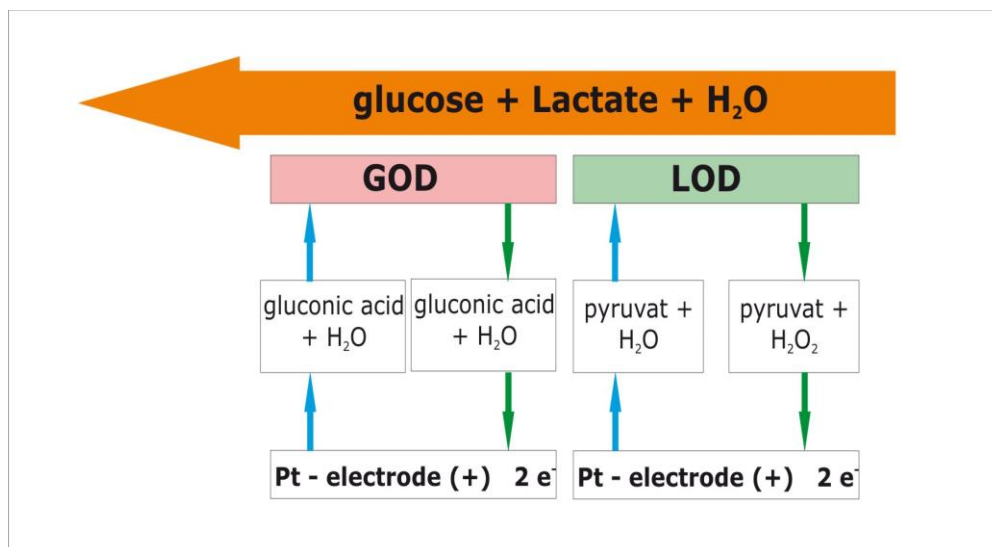 glucose + Lactate + H₂O
GOD
LOD
gluconic acid
+ H₂O
gluconic acid
+ H₂O
pyruvat +
H₂O
pyruvat +
H₂O₂
Pt - electrode (+) 2 e⁻
Pt - electrode (+) 2 e⁻